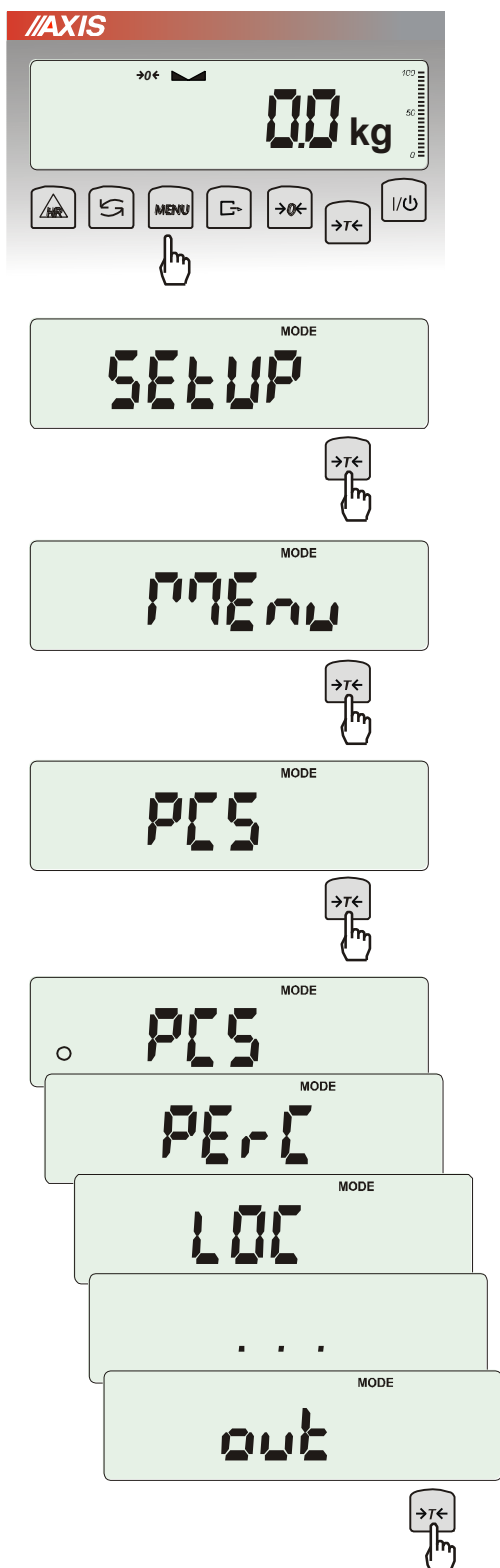 //AXIS
→0←
100
50
0
0.0 kg
HR
MENU
→0←
→T←
I/⏻
MODE
SEtUP
→T←
MODE
MEnu
→T←
MODE
PCS
→T←
MODE
PCS
MODE
PErC
MODE
LOC
. . .
MODE
out
→T←